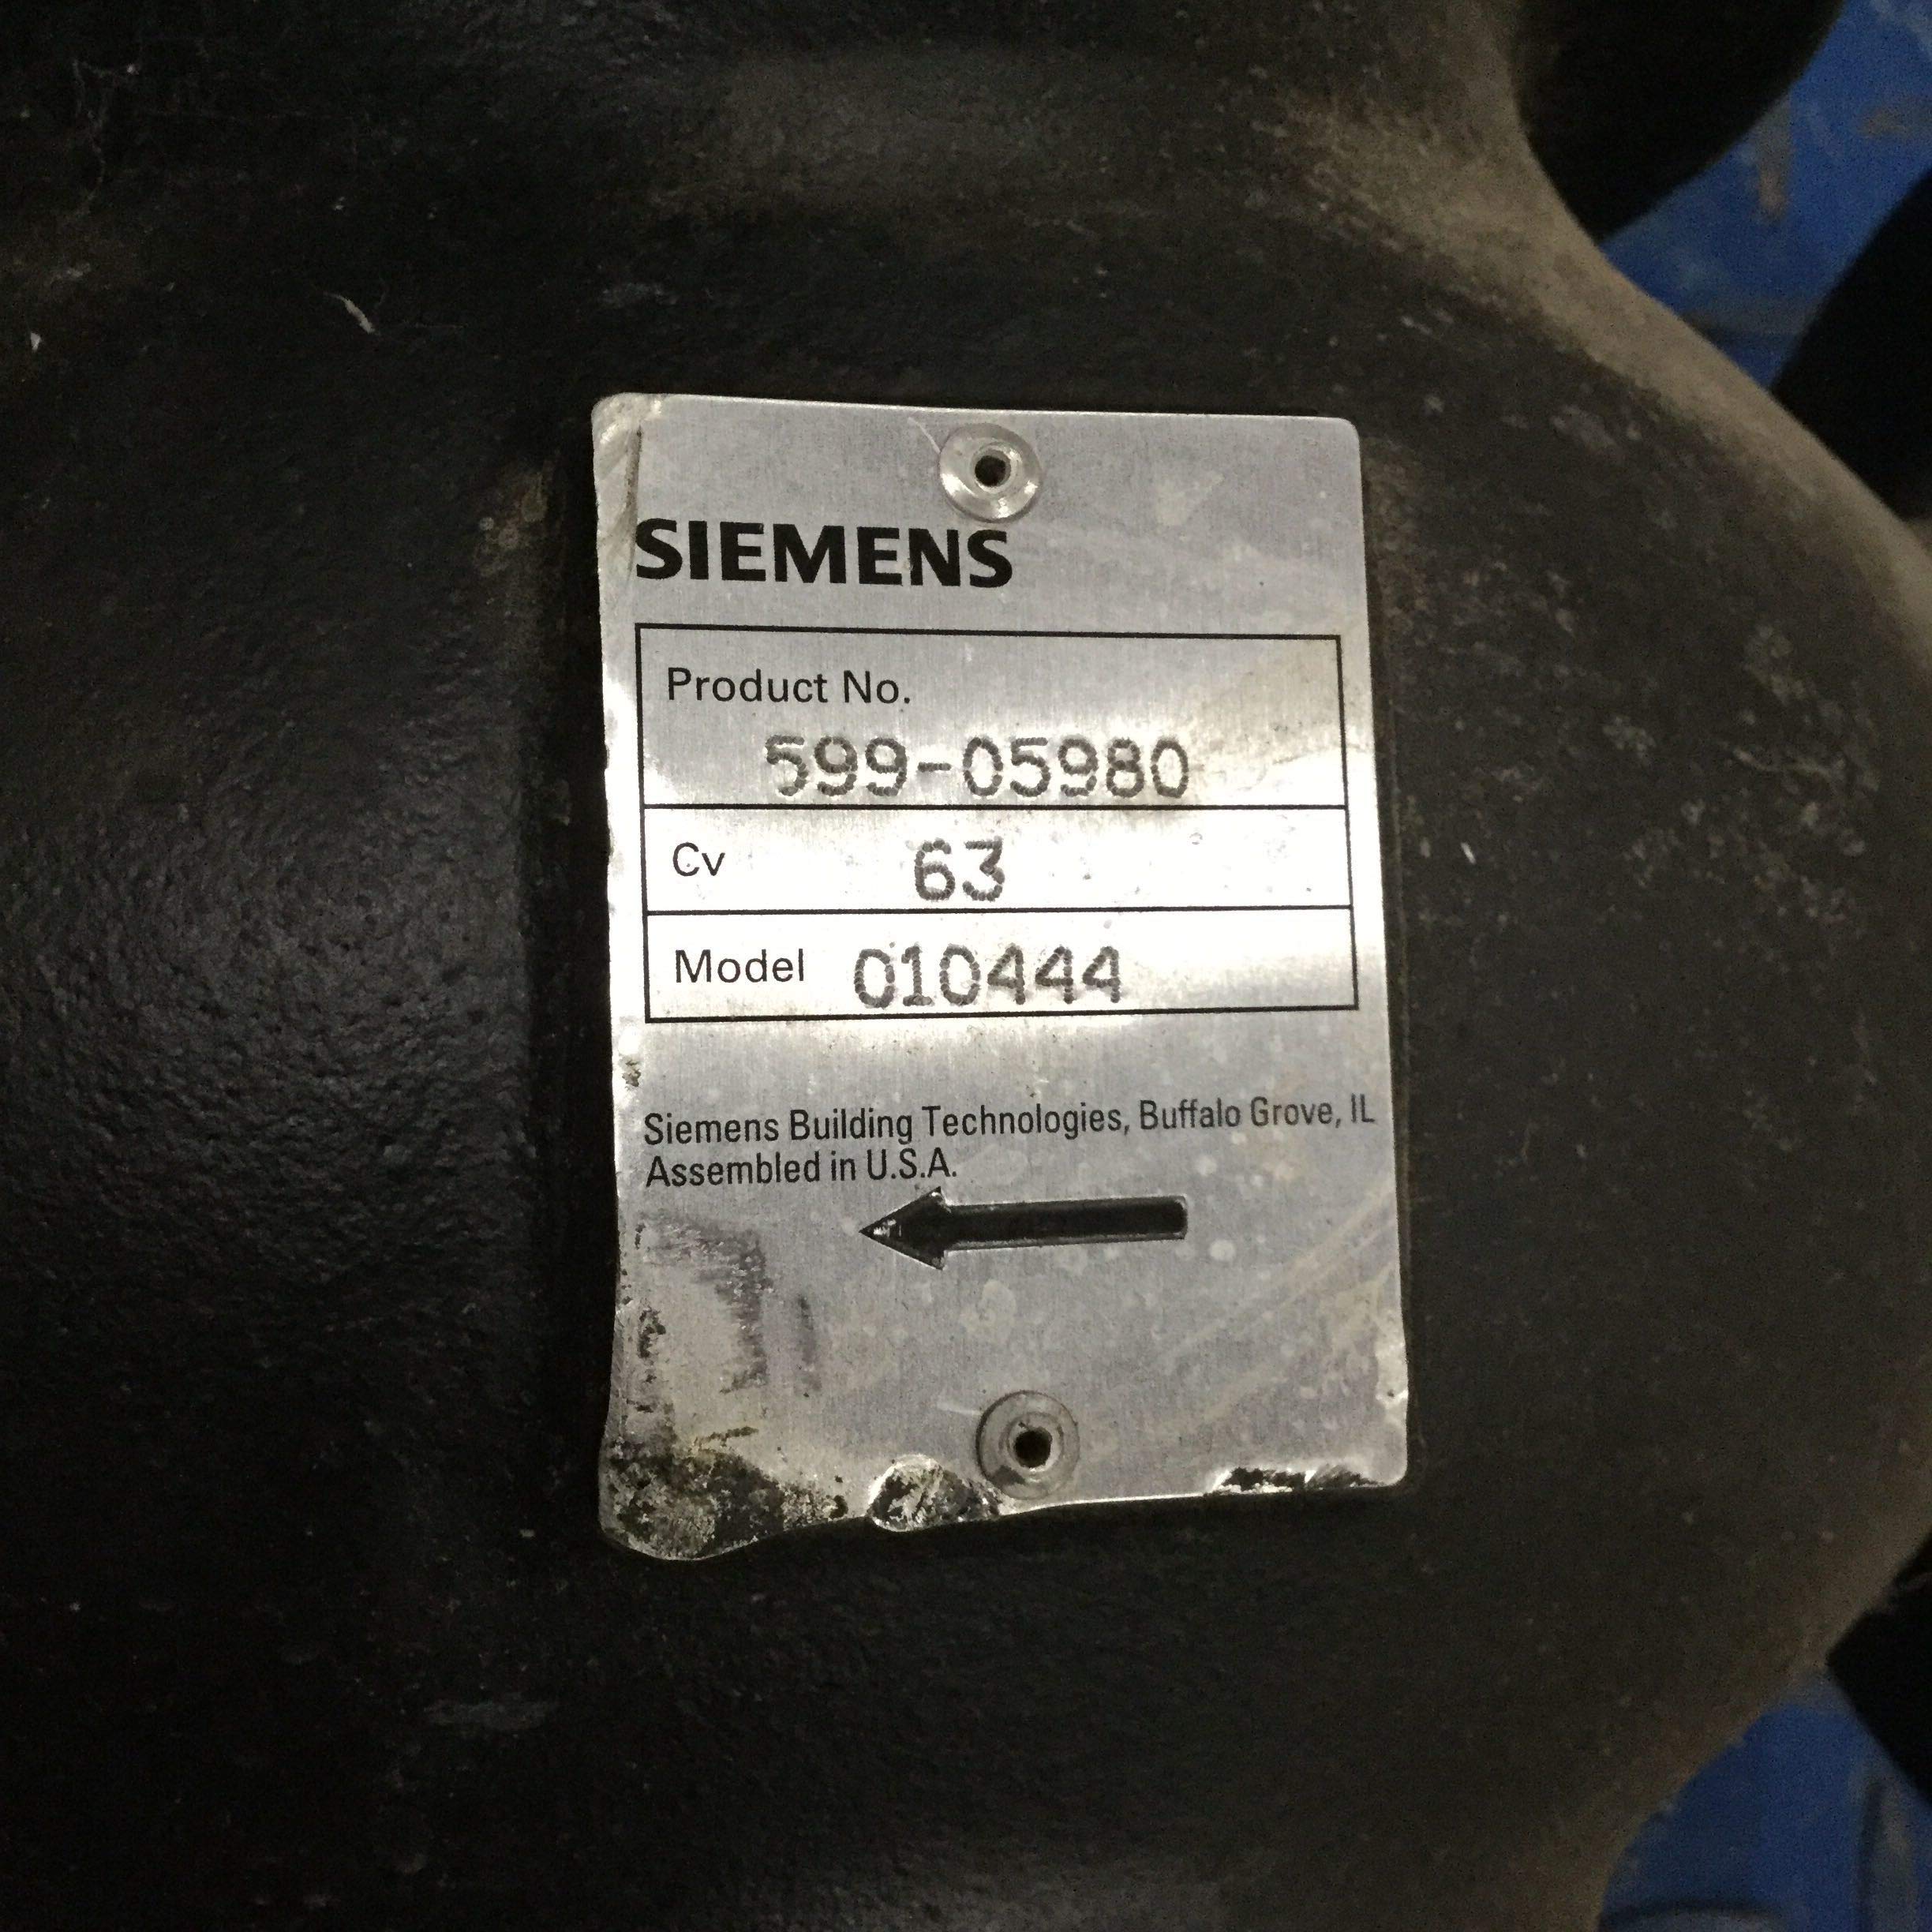 SIEMENS
Product No.
599-05980
Cv 63
Model 010444
Siemens Building Technologies, Buffalo Grove, IL
Assembled in U.S.A.